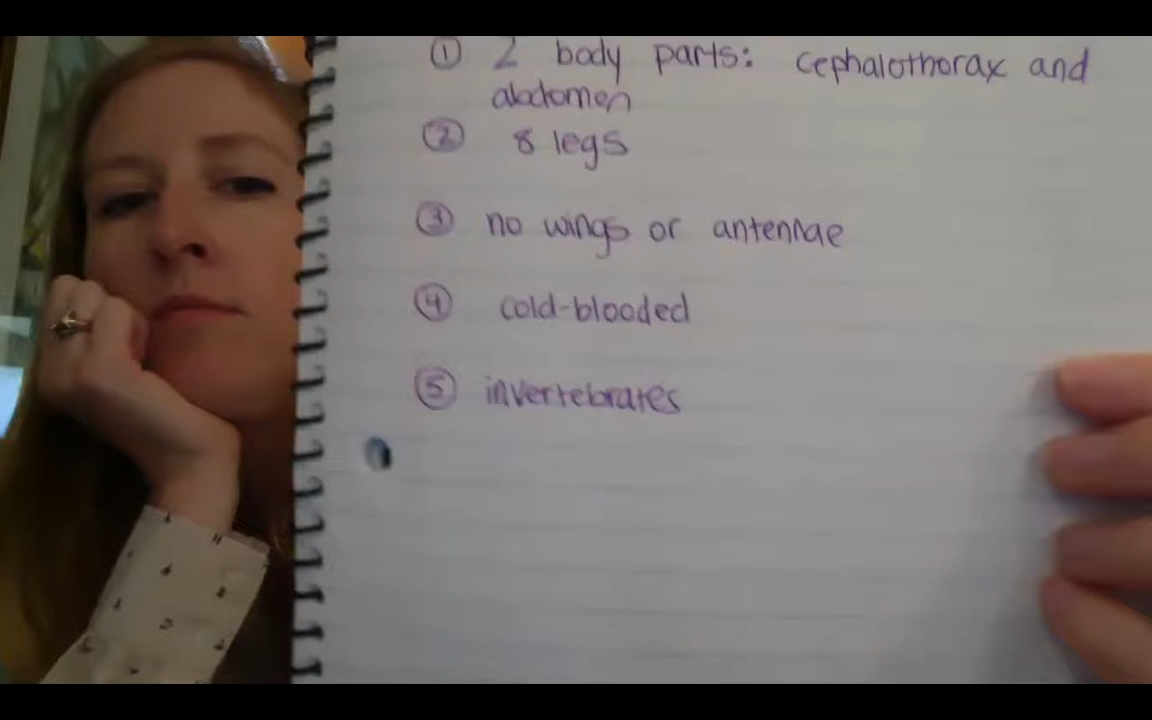 ① 2 body parts: cephalothorax and
abdomen
② 8 legs
③ no wings or antennae
④ cold-blooded
⑤ invertebrates